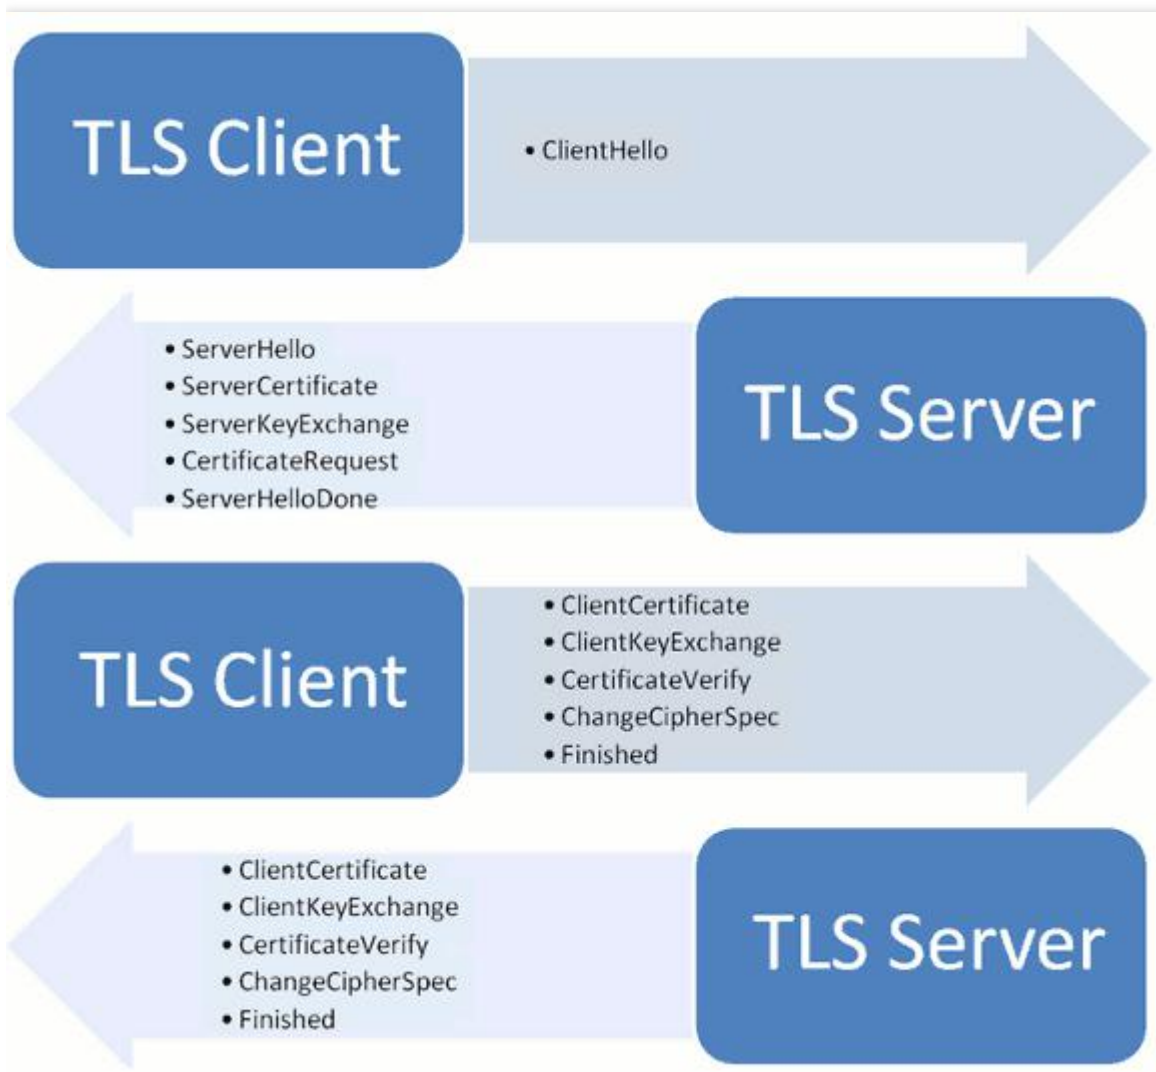 TLS Client
• ClientHello
• ServerHello
• ServerCertificate
• ServerKeyExchange
• CertificateRequest
• ServerHelloDone
TLS Server
TLS Client
• ClientCertificate
• ClientKeyExchange
• CertificateVerify
• ChangeCipherSpec
• Finished
• ClientCertificate
• ClientKeyExchange
• CertificateVerify
• ChangeCipherSpec
• Finished
TLS Server